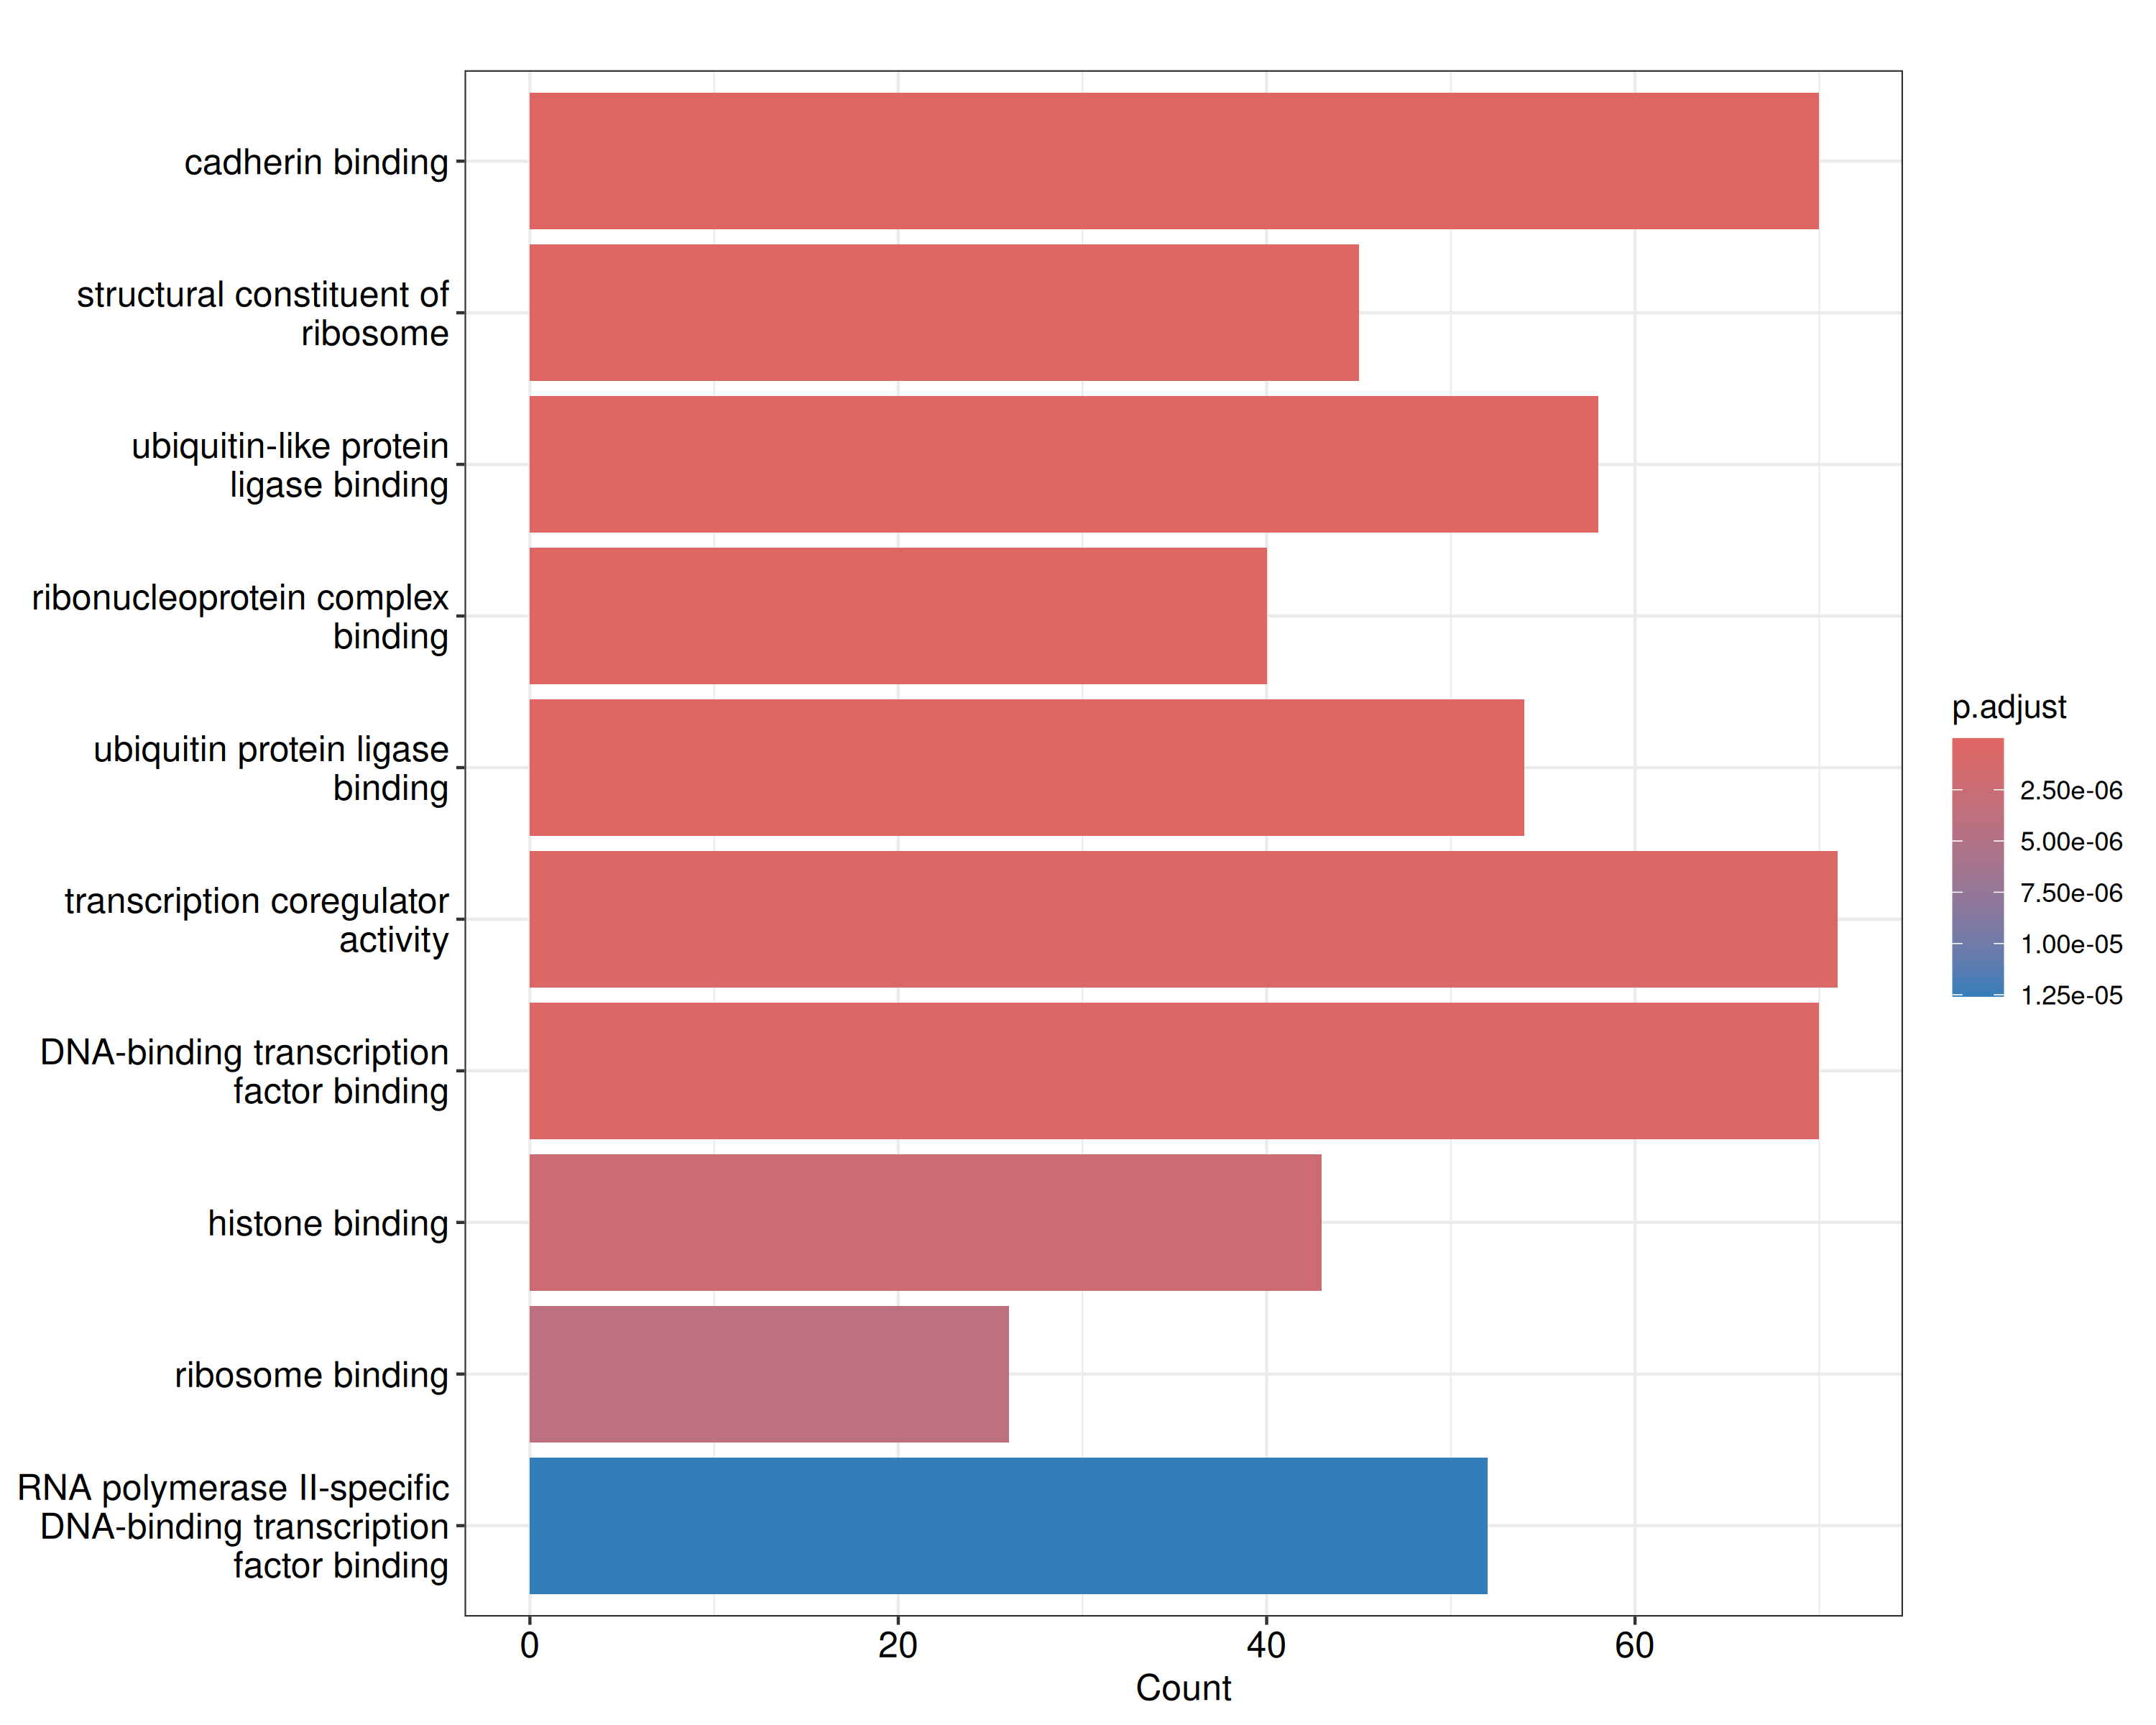 cadherin binding
structural constituent of
ribosome
ubiquitin-like protein
ligase binding
ribonucleoprotein complex
binding
ubiquitin protein ligase
binding
transcription coregulator
activity
DNA-binding transcription
factor binding
histone binding
ribosome binding
RNA polymerase II-specific
DNA-binding transcription
factor binding
0 20 40 60
Count
p.adjust
2.50e-06
5.00e-06
7.50e-06
1.00e-05
1.25e-05